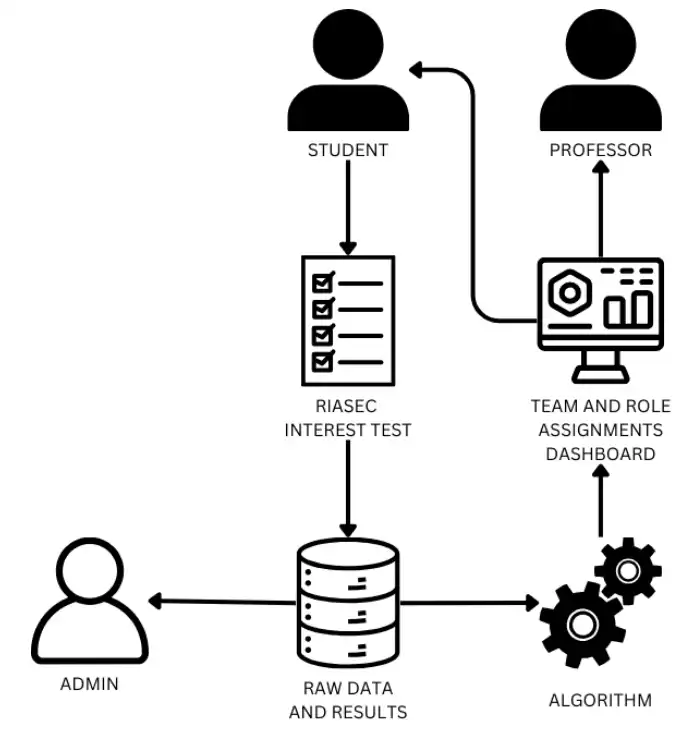 STUDENT
PROFESSOR
RIASEC
INTEREST TEST
TEAM AND ROLE
ASSIGNMENTS
DASHBOARD
ADMIN
RAW DATA
AND RESULTS
ALGORITHM